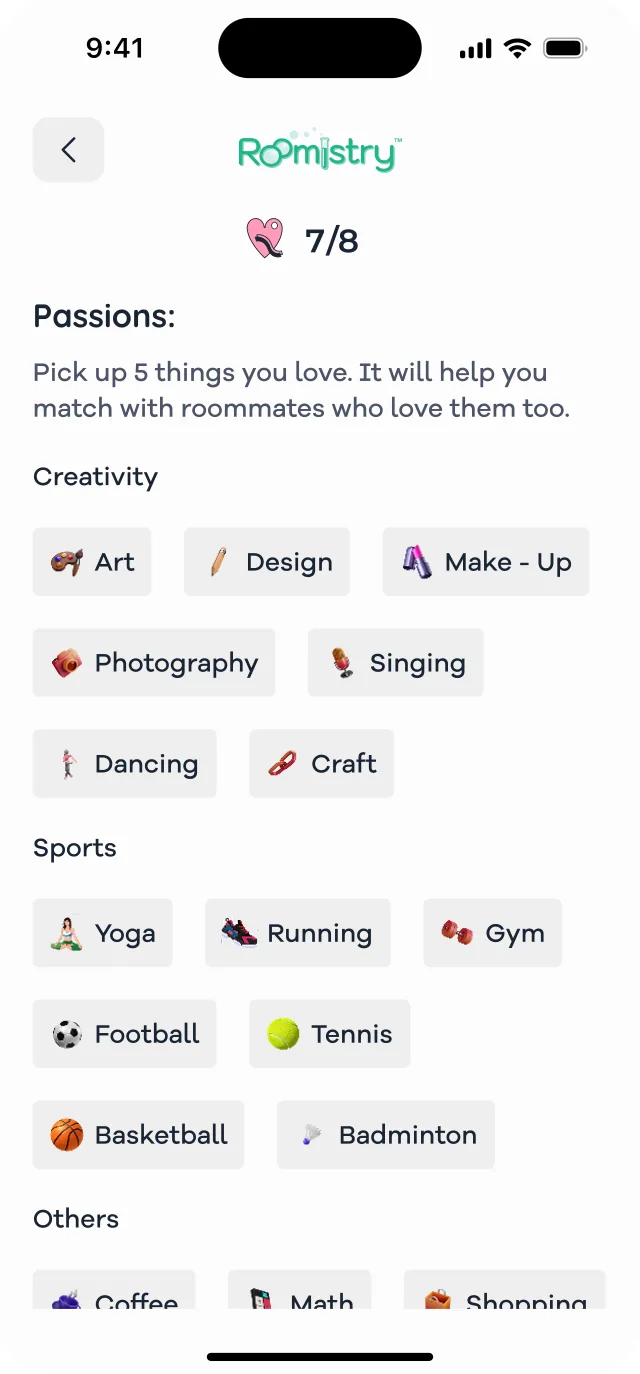 9:41
Roomistry™
7/8
Passions:
Pick up 5 things you love. It will help you
match with roommates who love them too.
Creativity
Art Design Make - Up
Photography Singing
Dancing Craft
Sports
Yoga Running Gym
Football Tennis
Basketball Badminton
Others
Coffee Math Shopping